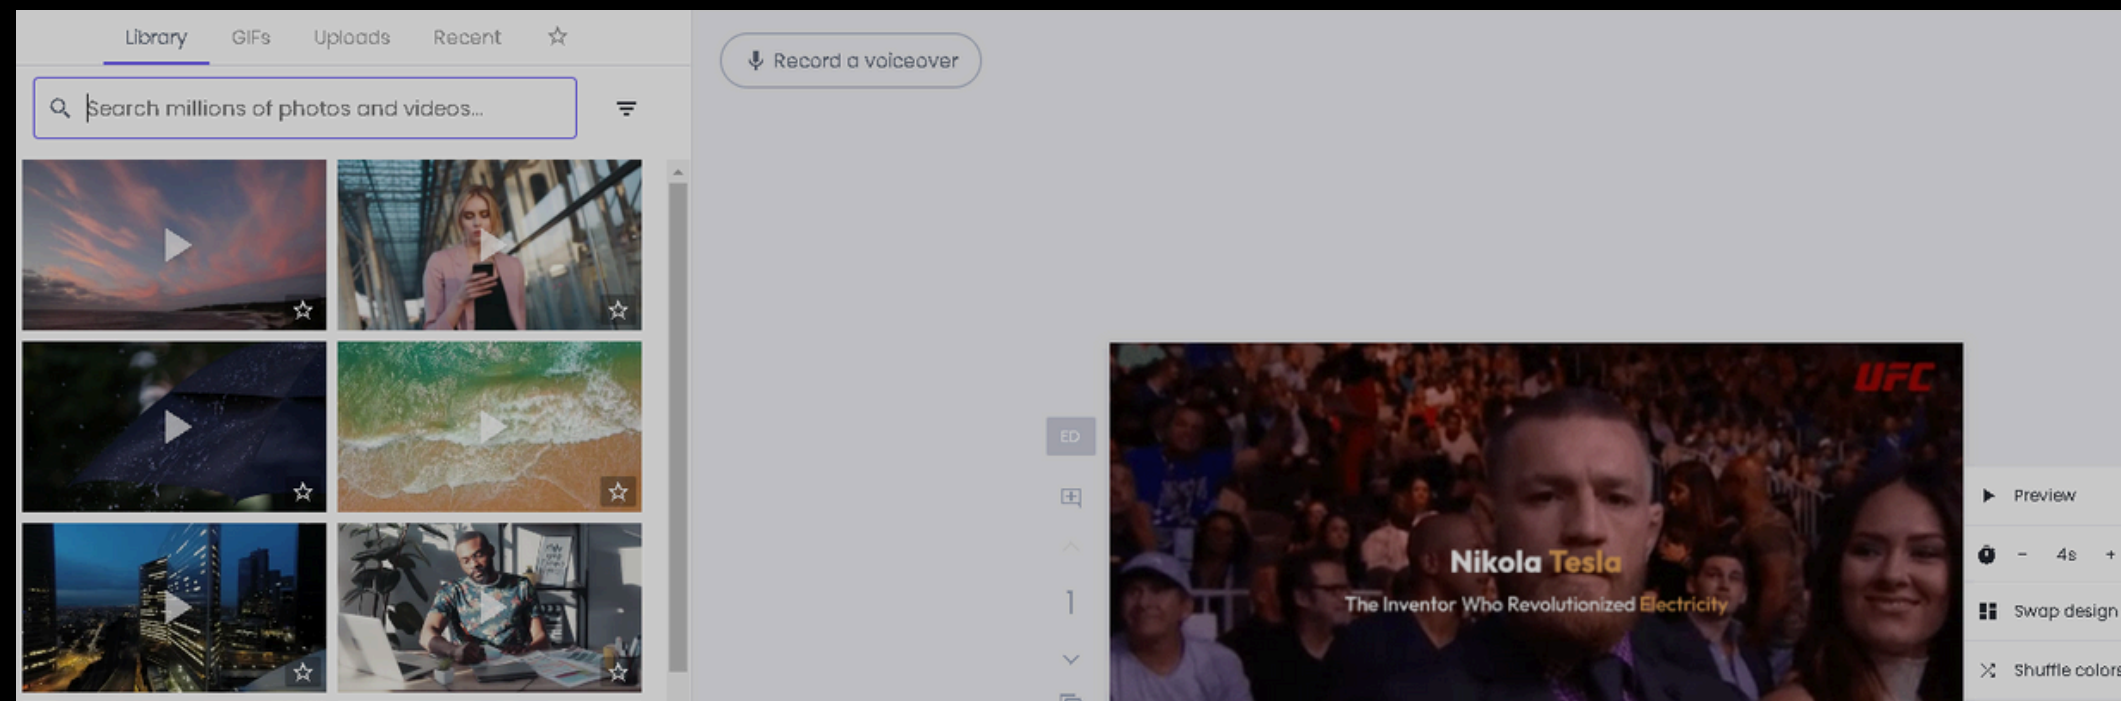 Library GIFs Uploads Recent
Record a voiceover
Search millions of photos and videos...
UFC
ED
Preview
Nikola Tesla
4s
The Inventor Who Revolutionized Electricity
1
Swap design
Shuffle colors